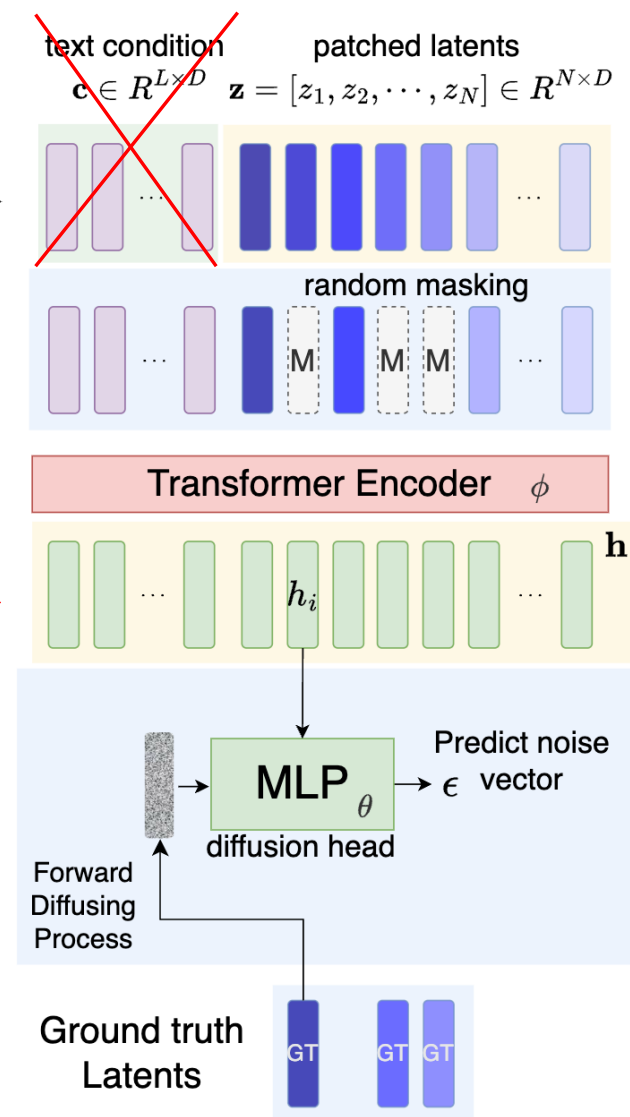 text condition
c ∈ R^{L×D}
patched latents
z = [z_1, z_2, ⋯, z_N] ∈ R^{N×D}
...
...
random masking
...
M
M
M
...
Transformer Encoder ϕ
h
...
h_i
...
MLP_θ
diffusion head
ϵ
Predict noise
vector
Forward
Diffusing
Process
Ground truth
Latents
GT
GT
GT